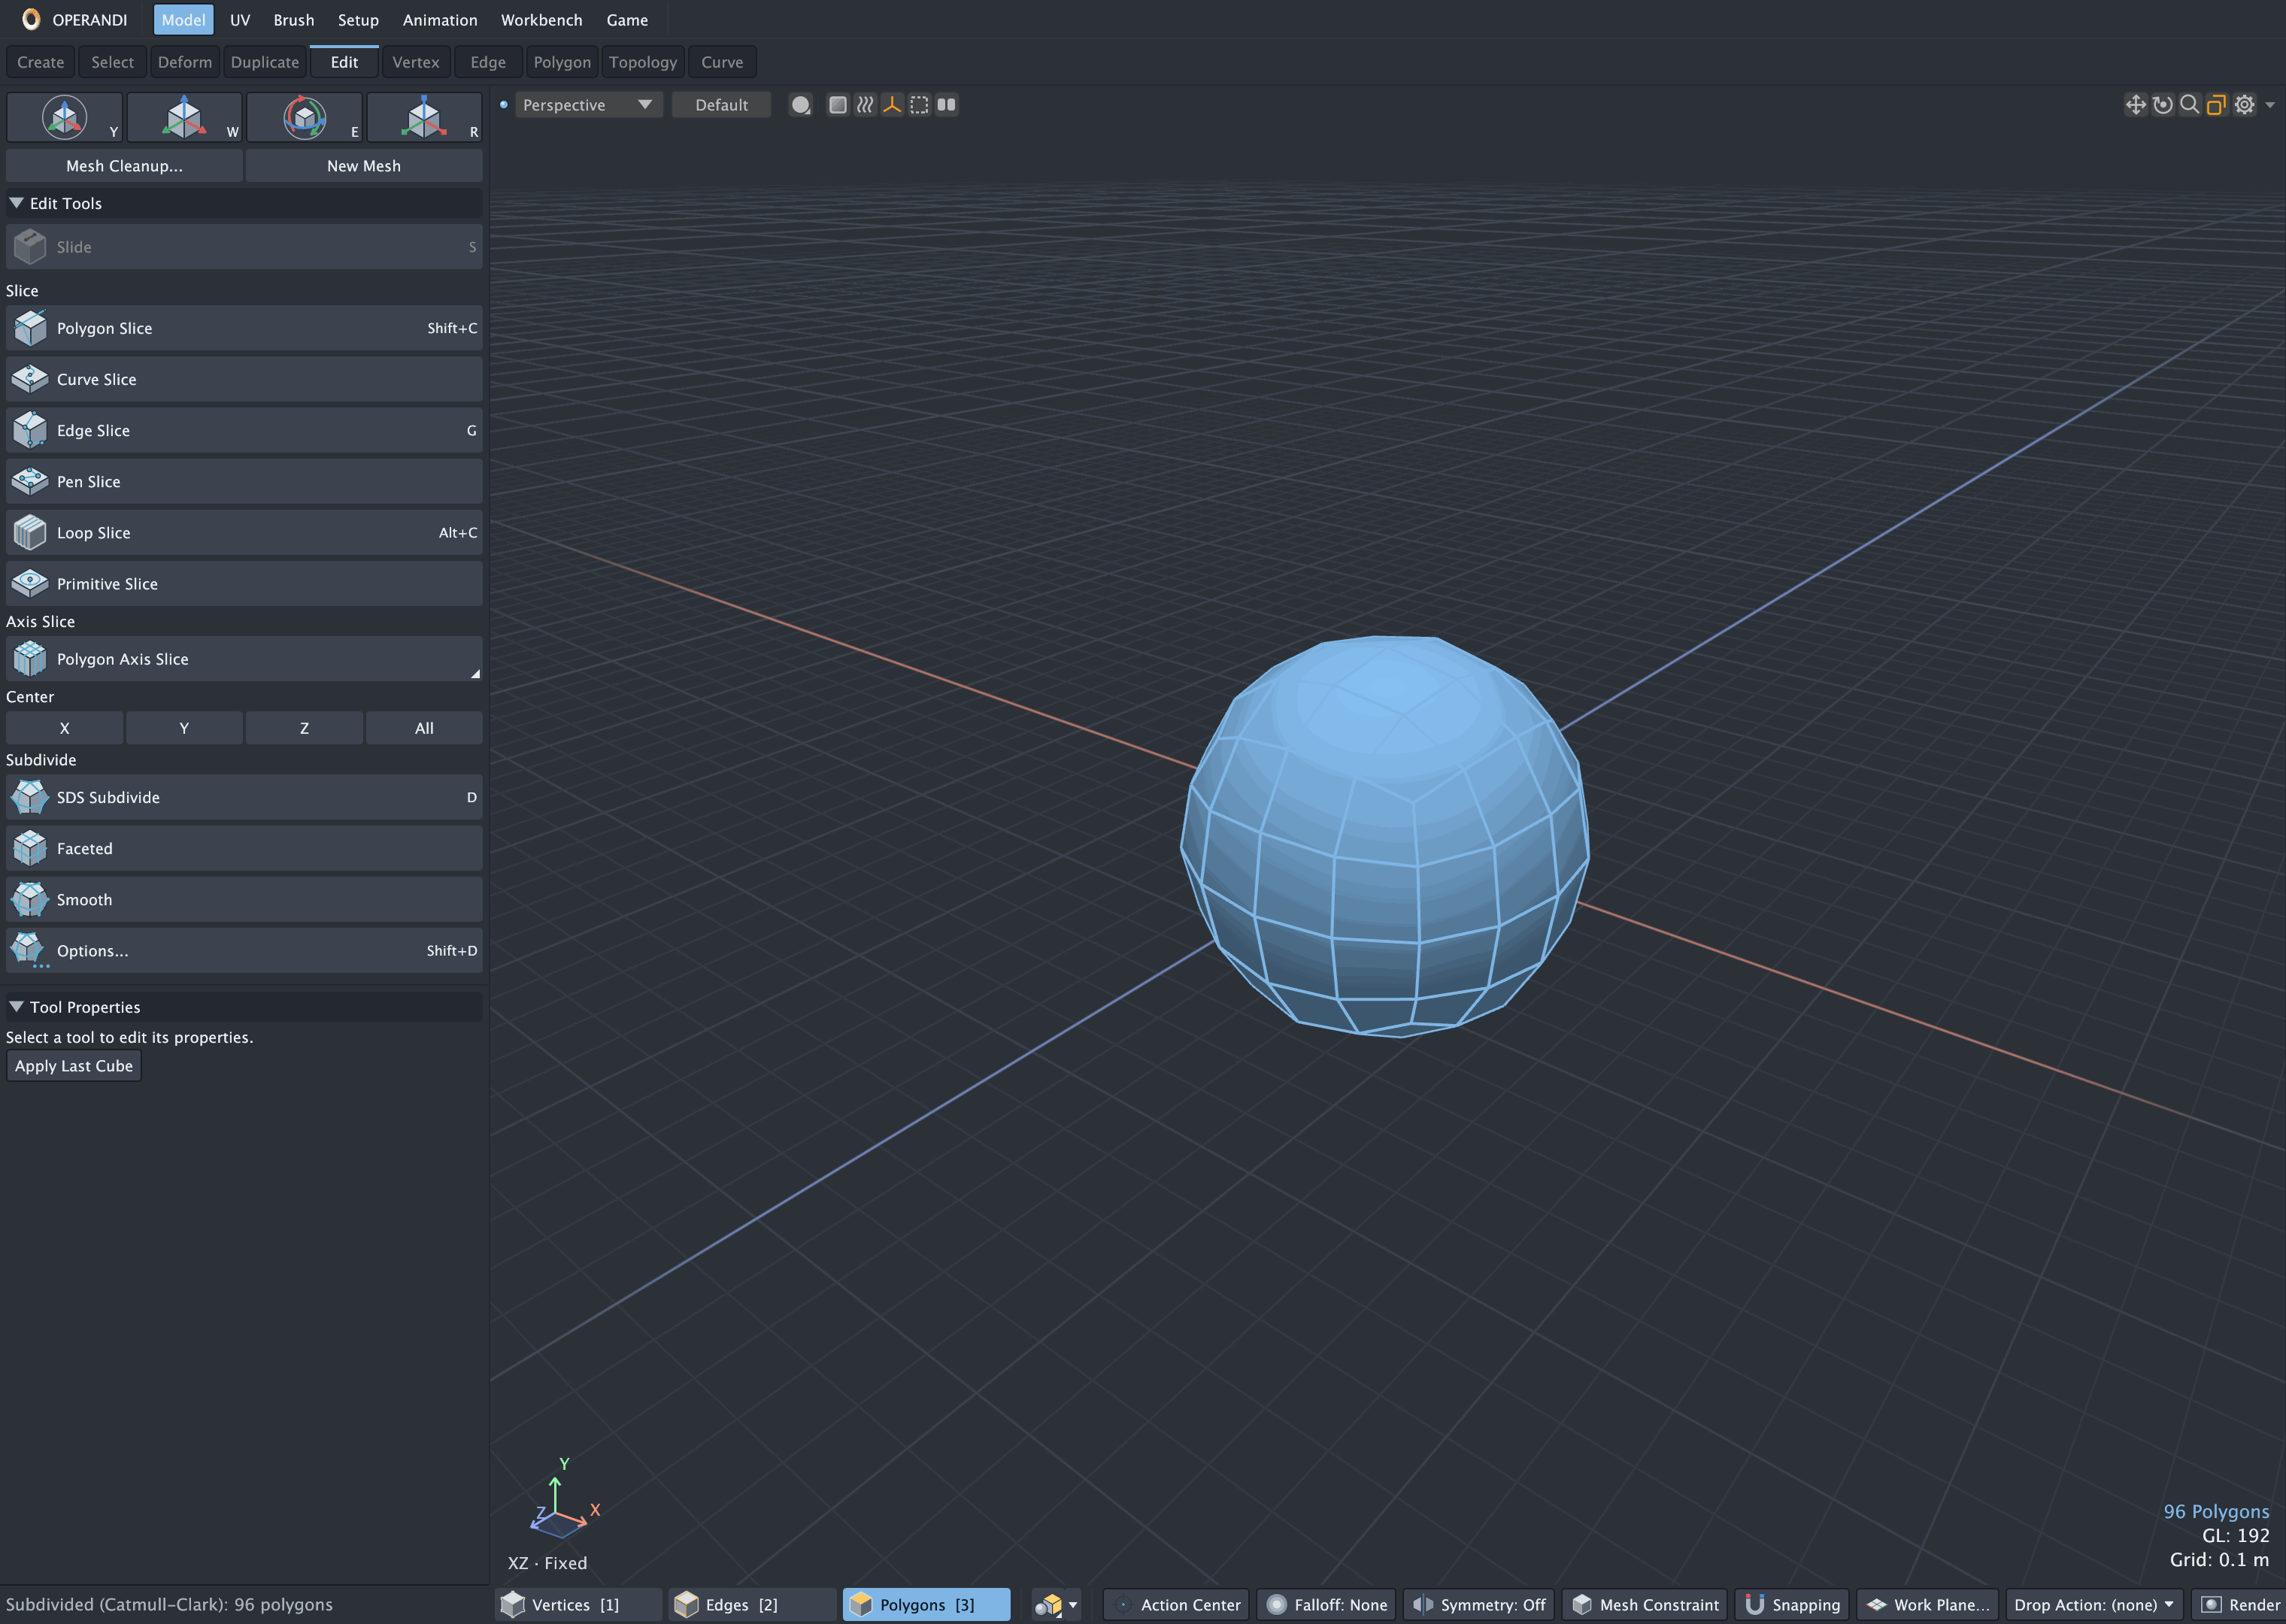 OPERANDI Model UV Brush Setup Animation Workbench Game
Create Select Deform Duplicate Edit Vertex Edge Polygon Topology Curve
Y W E R
Perspective Default
Mesh Cleanup... New Mesh
Edit Tools
Slide S
Slice
Polygon Slice Shift+C
Curve Slice
Edge Slice G
Pen Slice
Loop Slice Alt+C
Primitive Slice
Axis Slice
Polygon Axis Slice
Center
X Y Z All
Subdivide
SDS Subdivide D
Faceted
Smooth
Options... Shift+D
Tool Properties
Select a tool to edit its properties.
Apply Last Cube
Y
Z X
XZ · Fixed
96 Polygons
GL: 192
Grid: 0.1 m
Subdivided (Catmull-Clark): 96 polygons
Vertices [1] Edges [2] Polygons [3] Action Center Falloff: None Symmetry: Off Mesh Constraint Snapping Work Plane... Drop Action: (none) Render